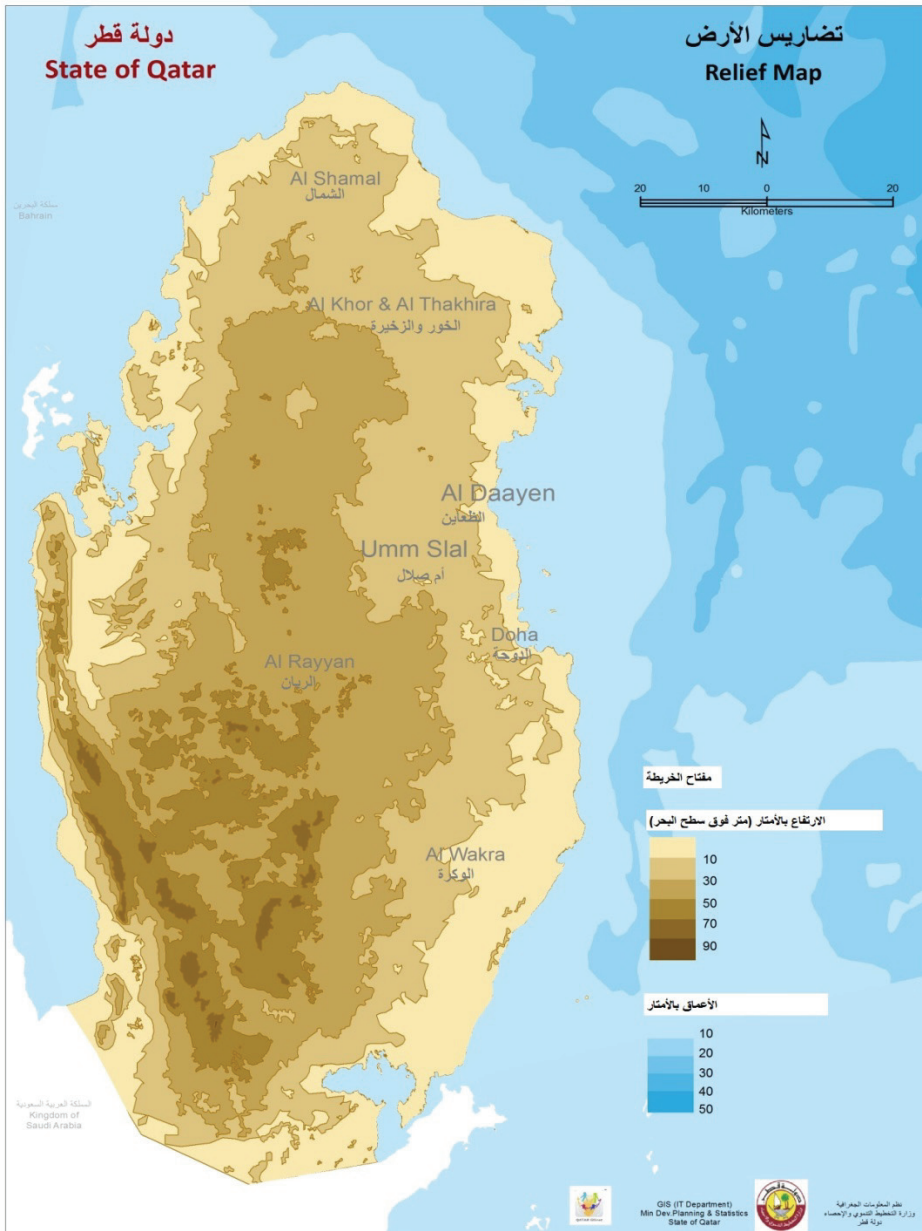 دولة قطر
State of Qatar
تضاريس الأرض
Relief Map
N
20 10 0 20
Kilometers
مملكة البحرين
Bahrain
Al Shamal
الشمال
Al Khor & Al Thakhira
الخور والزخيرة
Al Daayen
الظعاين
Umm Slal
أم صلال
Doha
الدوحة
Al Rayyan
الريان
Al Wakra
الوكرة
مفتاح الخريطة
الارتفاع بالأمتار (متر فوق سطح البحر)
10
30
50
70
90
الأعماق بالأمتار
10
20
30
40
50
المملكة العربية السعودية
Kingdom of
Saudi Arabia
GIS (IT Department)
Min Dev.Planning & Statistics
State of Qatar
نظم المعلومات الجغرافية
وزارة التخطيط التنموي والإحصاء
دولة قطر